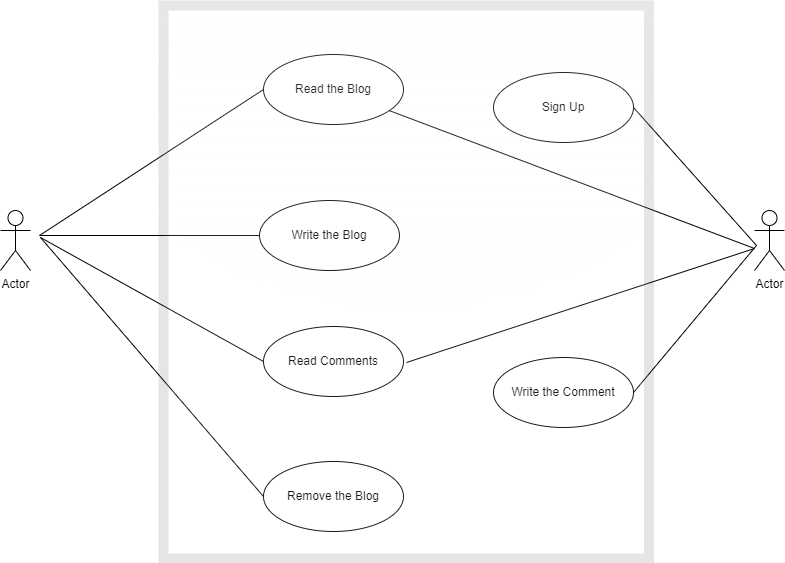 Read the Blog
Sign Up
Write the Blog
Actor
Actor
Read Comments
Write the Comment
Remove the Blog